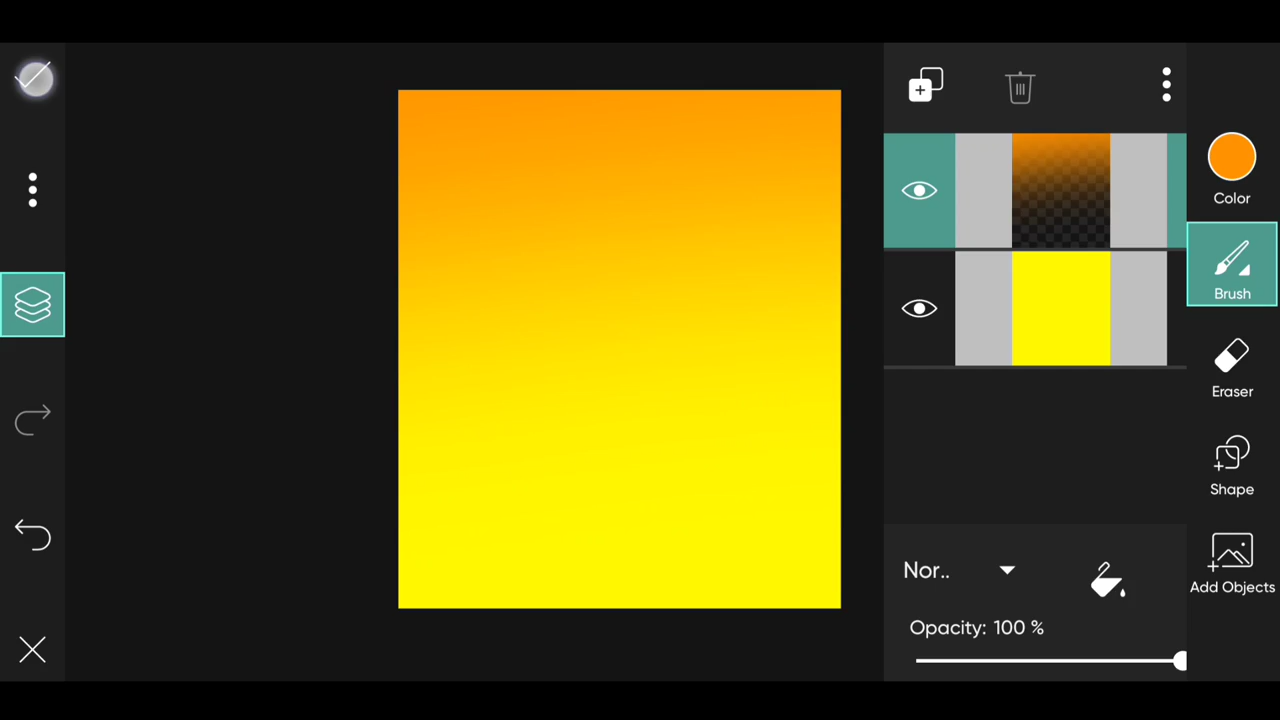 Color
Brush
Eraser
Shape
Add Objects
Nor..
Opacity: 100 %